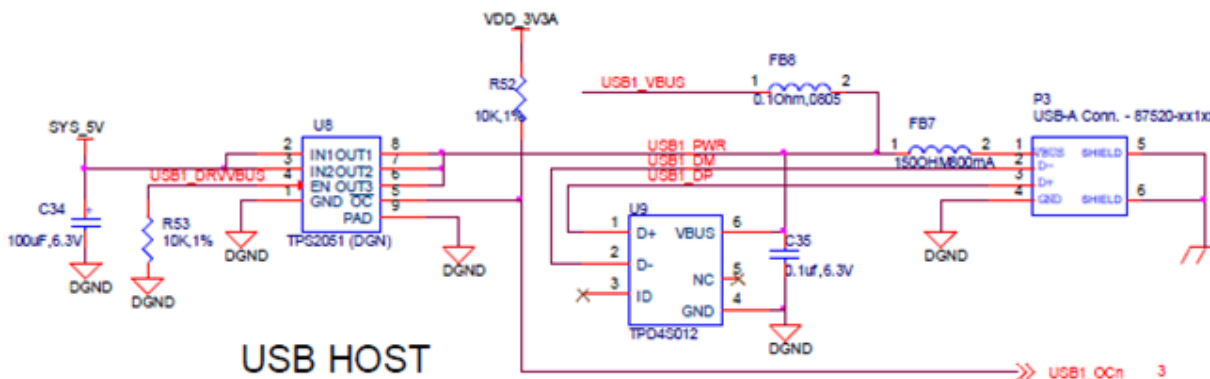 VDD_3V3A
R52
10K,1%
USB1_VBUS
FB8
1 2
0.1Ohm,0805
SYS_5V
U8
2 IN1 OUT1 8
3 IN2 OUT2 7
4 EN OUT3 6
1 GND OC 5
PAD 9
TPS2051 (DGN)
USB1_DRVVBUS
C34
+
100uF,6.3V
DGND
R53
10K,1%
DGND
DGND
DGND
USB1_PWR
USB1_DM
USB1_DP
FB7
1 2
150OHM800mA
P3
USB-A Conn. - 87520-xx1x
1 VBUS SHIELD 5
2 D-
3 D+
4 GND SHIELD 6
DGND
U9
1 D+ VBUS 6
2 D- NC 5
3 ID
GND 4
TPD4S012
C35
0.1uf,6.3V
DGND
USB HOST
USB1_OCn 3